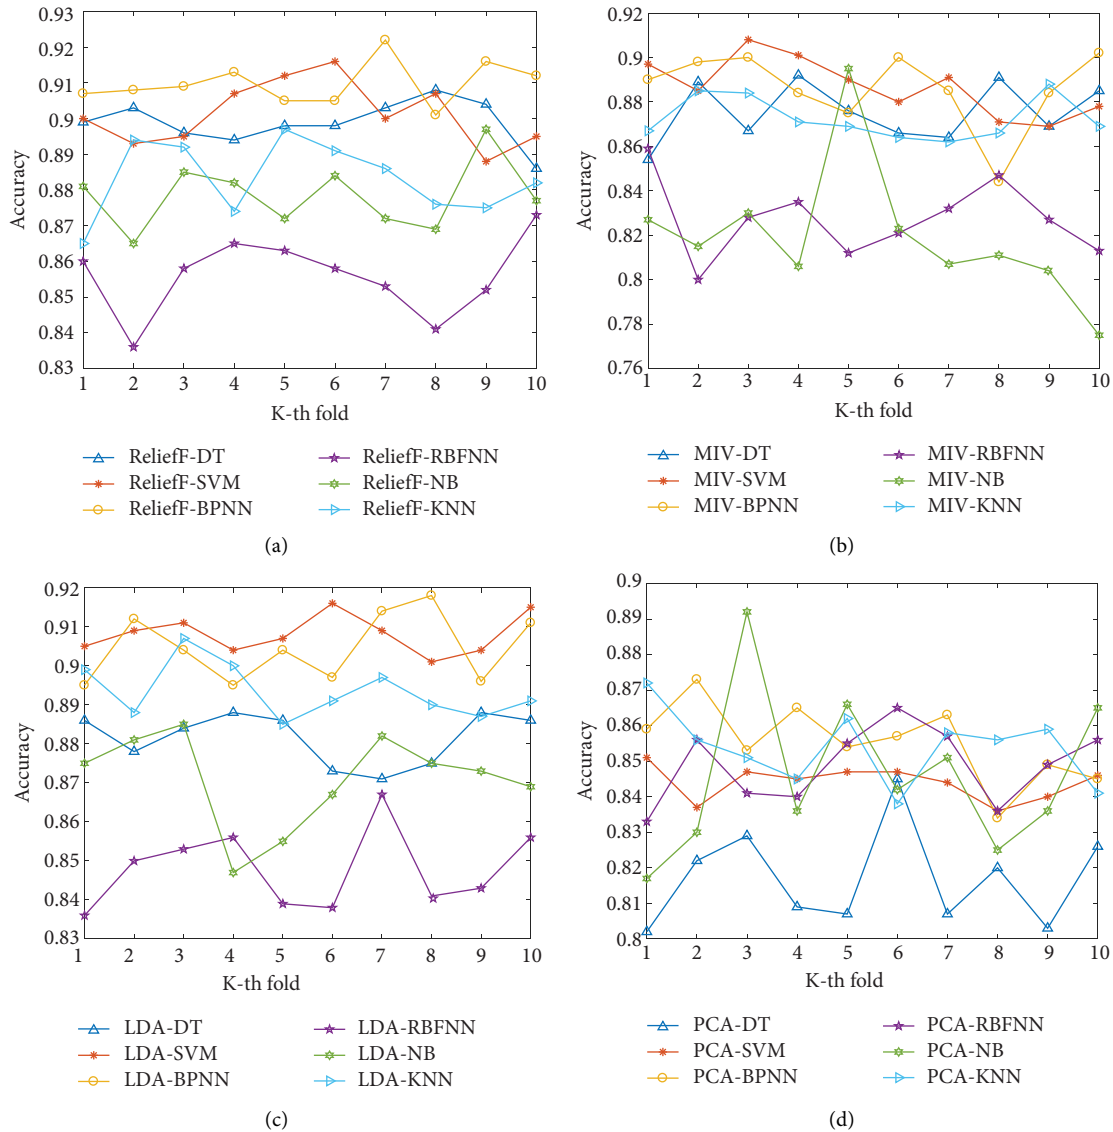 0.93
0.92
0.91
0.9
0.89
0.88
0.87
0.86
0.85
0.84
0.83
Accuracy
1 2 3 4 5 6 7 8 9 10
K-th fold
ReliefF-DT
ReliefF-SVM
ReliefF-BPNN
ReliefF-RBFNN
ReliefF-NB
ReliefF-KNN
(a)
0.92
0.9
0.88
0.86
0.84
0.82
0.8
0.78
0.76
Accuracy
1 2 3 4 5 6 7 8 9 10
K-th fold
MIV-DT
MIV-SVM
MIV-BPNN
MIV-RBFNN
MIV-NB
MIV-KNN
(b)
0.92
0.91
0.90
0.89
0.88
0.87
0.86
0.85
0.84
0.83
Accuracy
1 2 3 4 5 6 7 8 9 10
K-th fold
LDA-DT
LDA-SVM
LDA-BPNN
LDA-RBFNN
LDA-NB
LDA-KNN
(c)
0.9
0.89
0.88
0.87
0.86
0.85
0.84
0.83
0.82
0.81
0.8
Accuracy
1 2 3 4 5 6 7 8 9 10
K-th fold
PCA-DT
PCA-SVM
PCA-BPNN
PCA-RBFNN
PCA-NB
PCA-KNN
(d)